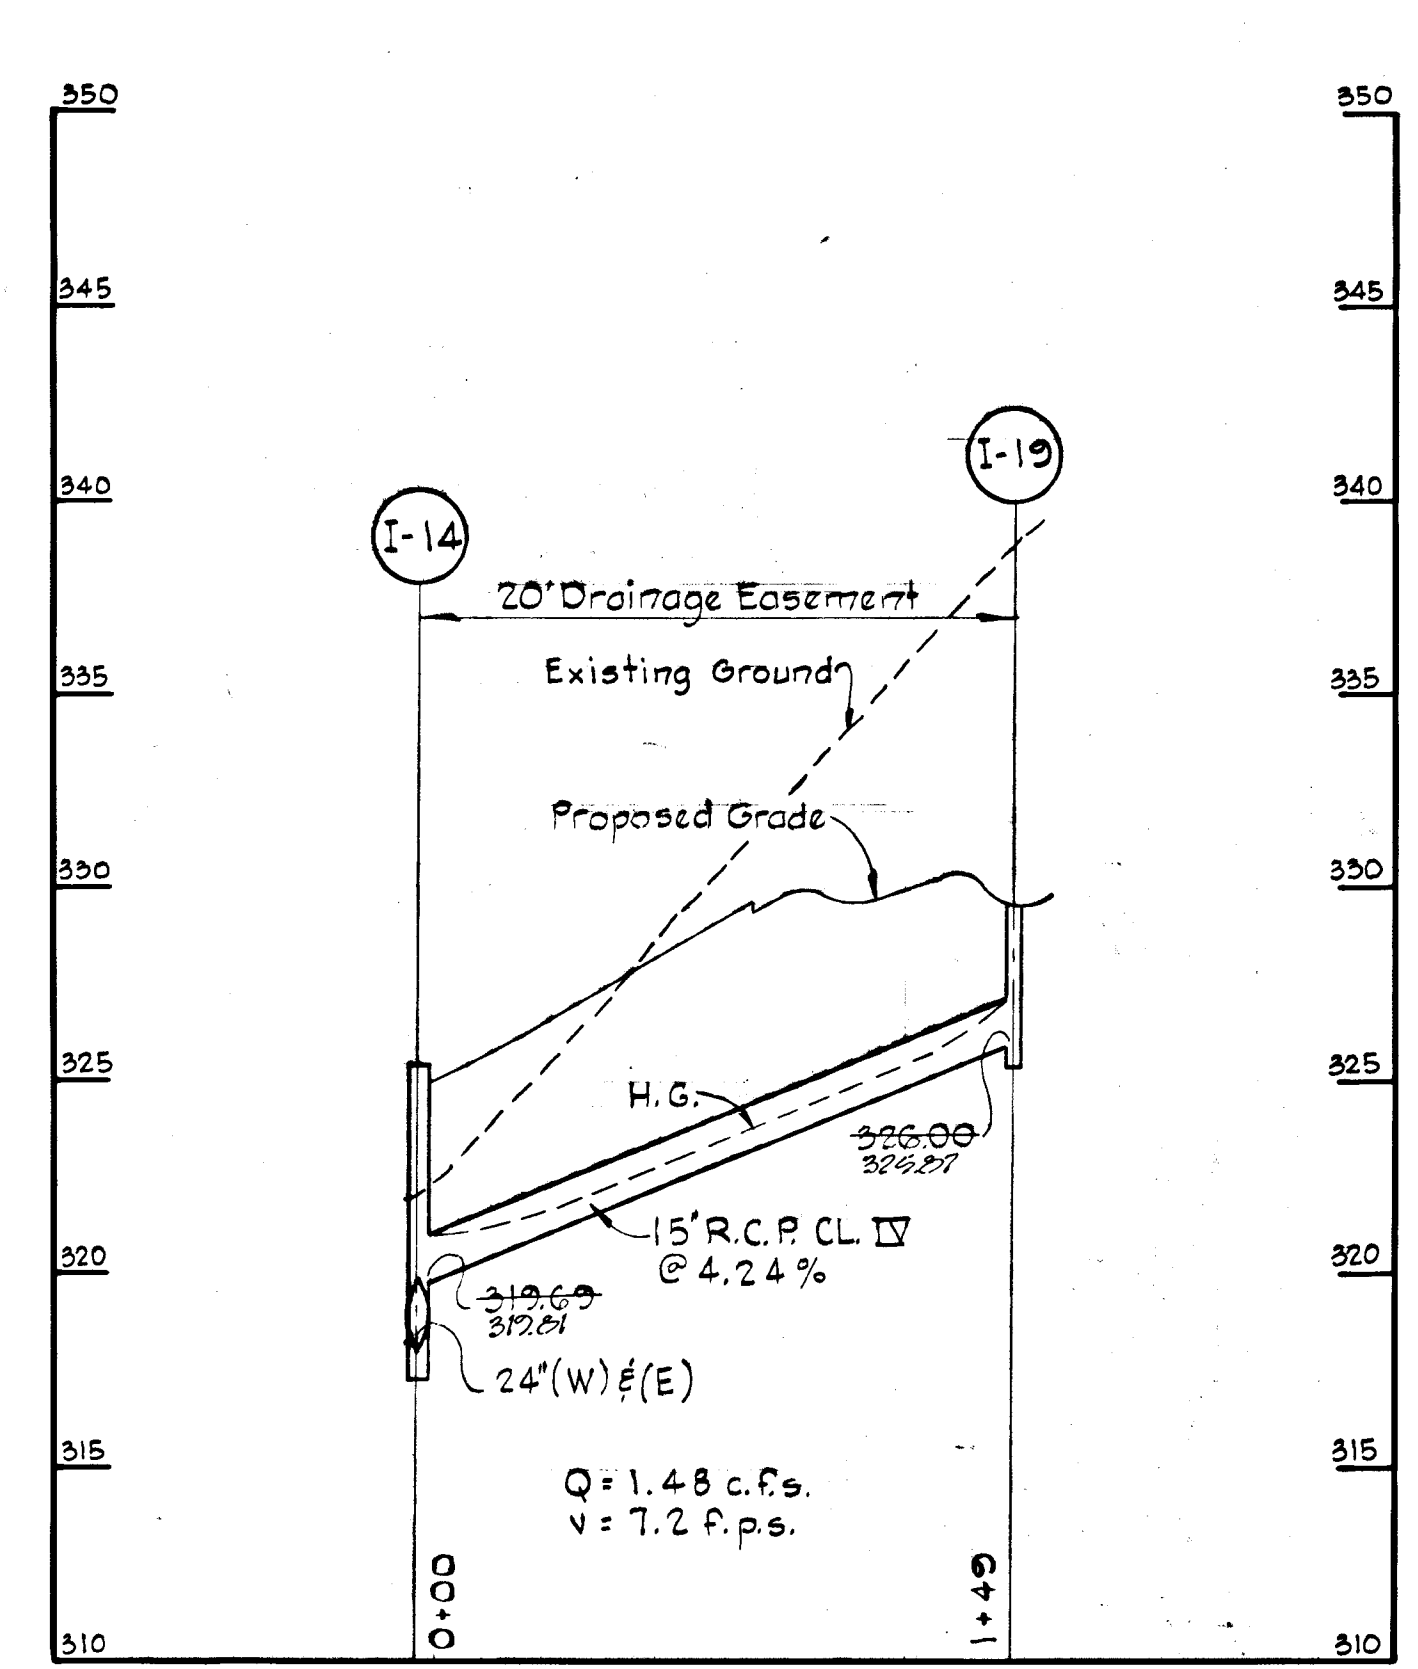 350 350
345 345
I-19
340 340
I-14
20' Drainage Easement
Existing Ground
335 335
Proposed Grade
330 330
325 325
H.G.
326.00
325.87
15" R.C.P. CL. IV
@ 4.24%
320 320
319.69
319.81
24" (W) & (E)
315 315
Q = 1.48 c.f.s.
V = 7.2 f.p.s.
0+00
1+49
310 310